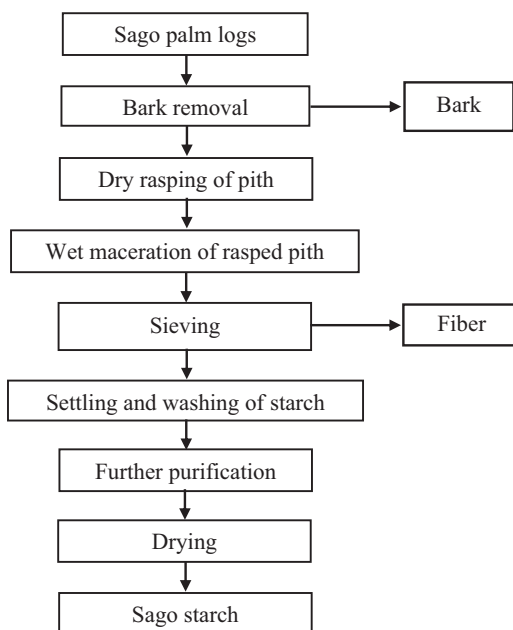 Sago palm logs
Bark removal
Bark
Dry rasping of pith
Wet maceration of rasped pith
Sieving
Fiber
Settling and washing of starch
Further purification
Drying
Sago starch